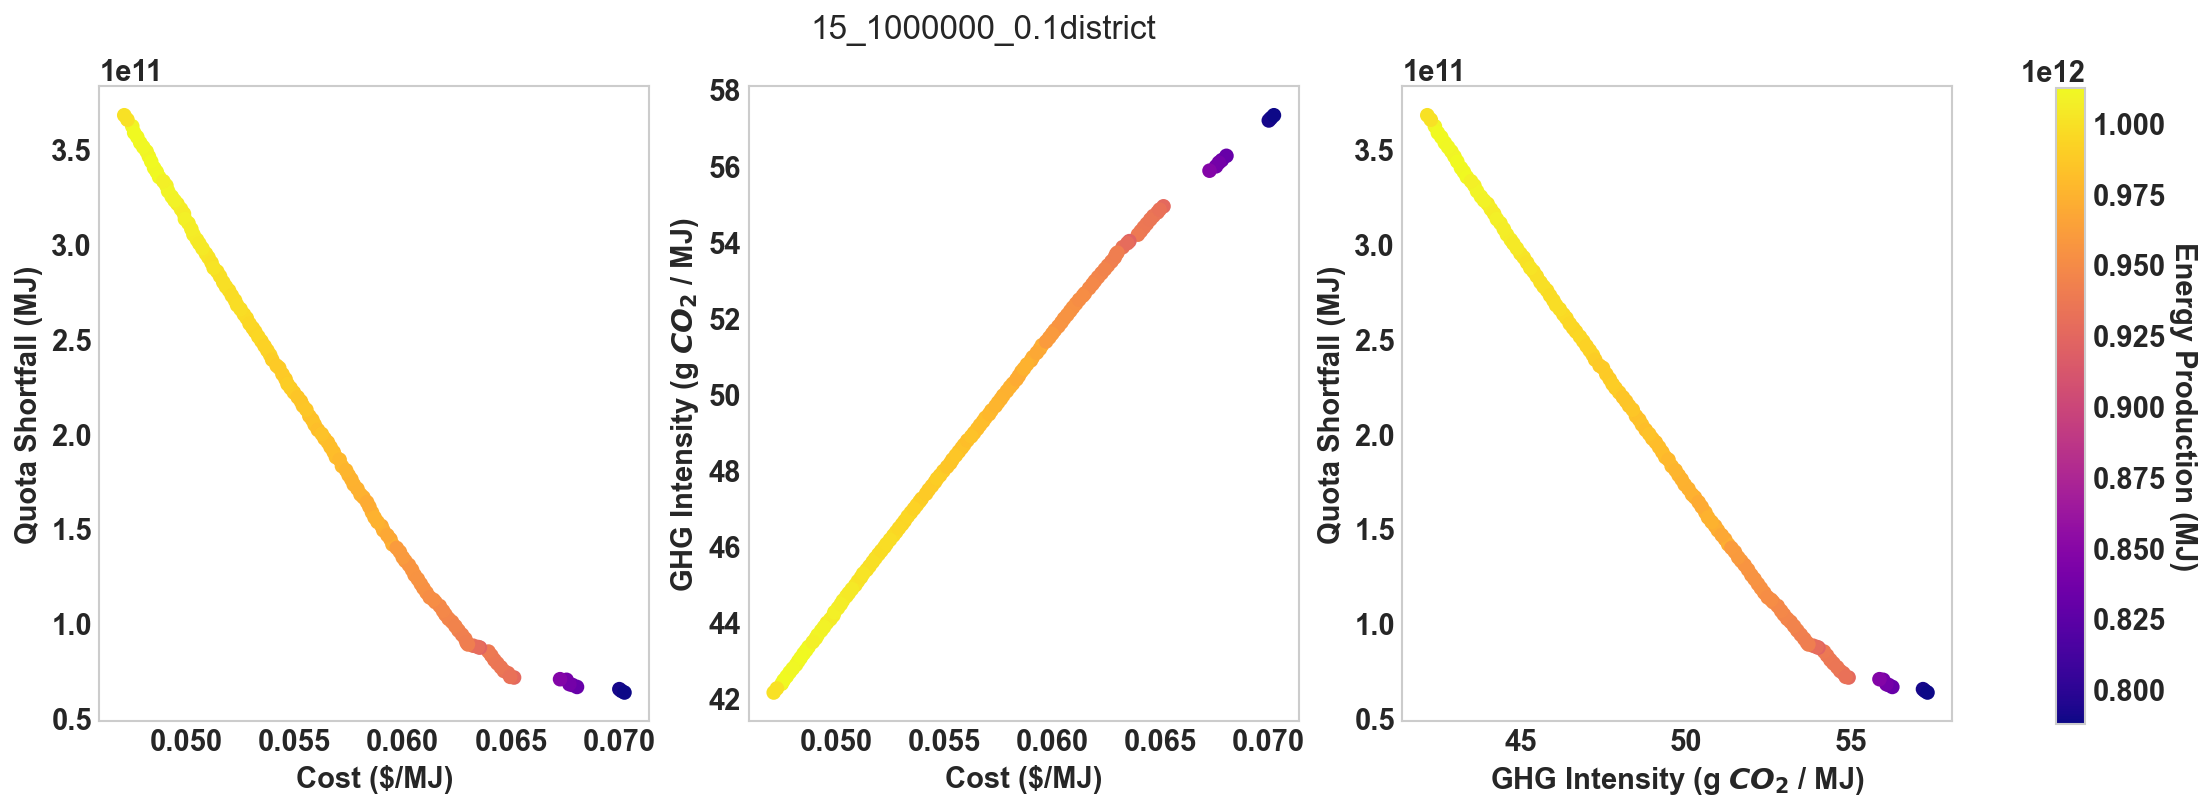 15_1000000_0.1district
1e11
3.5
3.0
2.5
2.0
1.5
1.0
0.5
Quota Shortfall (MJ)
0.050 0.055 0.060 0.065 0.070
Cost ($/MJ)
58
56
54
52
50
48
46
44
42
GHG Intensity (g CO2 / MJ)
0.050 0.055 0.060 0.065 0.070
Cost ($/MJ)
1e11
3.5
3.0
2.5
2.0
1.5
1.0
0.5
Quota Shortfall (MJ)
45 50 55
GHG Intensity (g CO2 / MJ)
1e12
1.000
0.975
0.950
0.925
0.900
0.875
0.850
0.825
0.800
Energy Production (MJ)